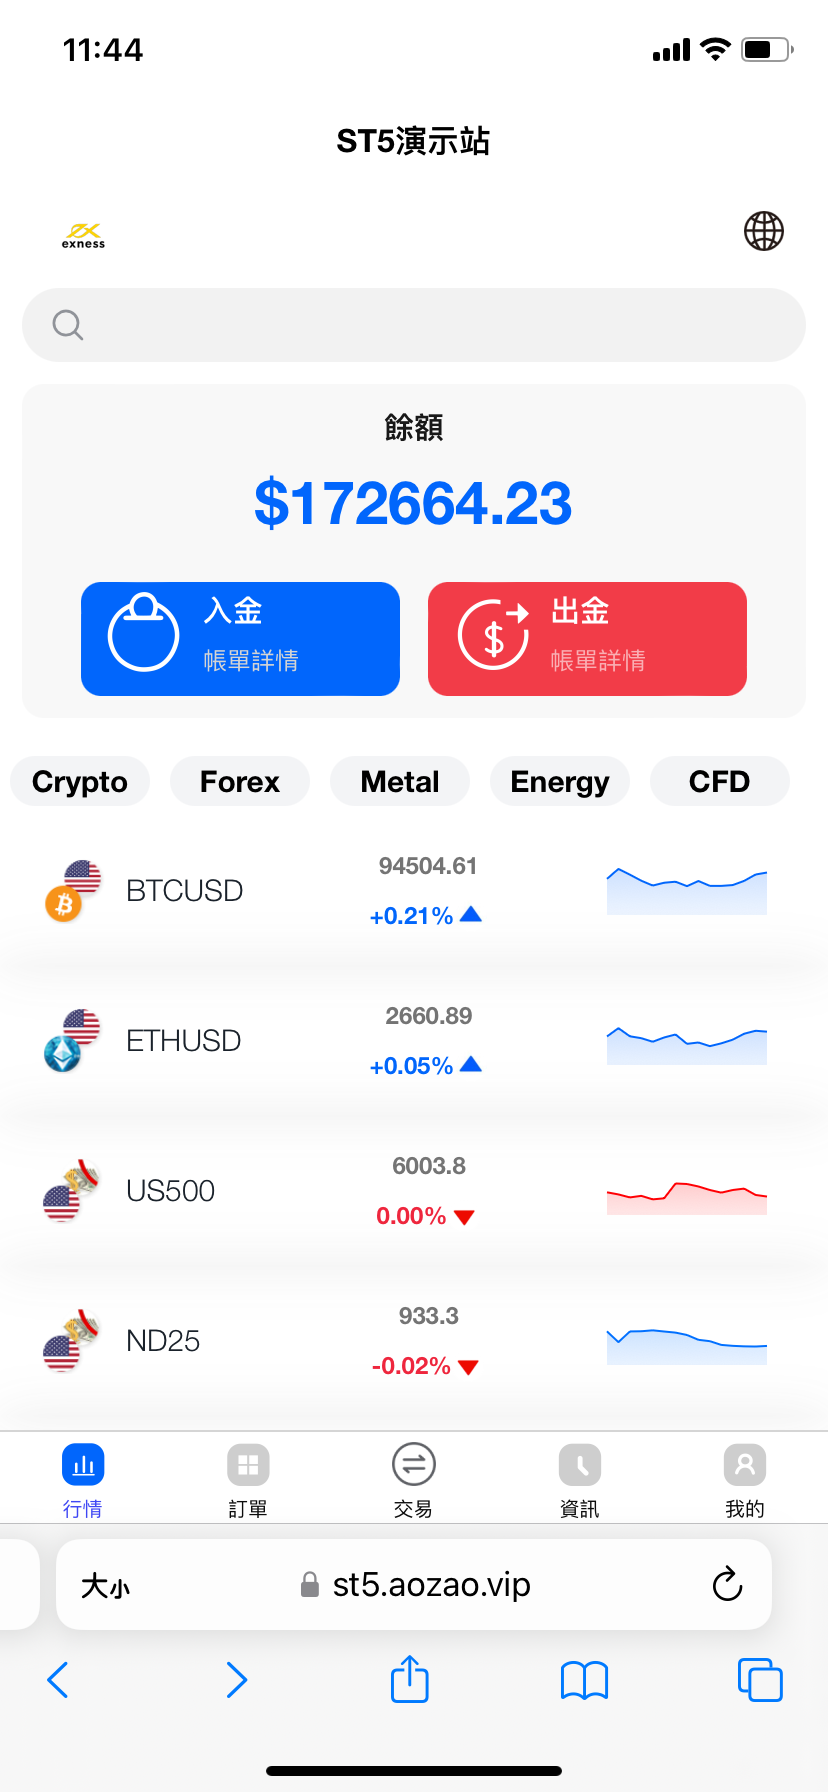 11:44
ST5演示站
exness
餘額
$172664.23
入金
帳單詳情
出金
帳單詳情
Crypto Forex Metal Energy CFD
94504.61
BTCUSD
+0.21%
2660.89
ETHUSD
+0.05%
6003.8
US500
0.00%
933.3
ND25
-0.02%
行情 訂單 交易 資訊 我的
大小 st5.aozao.vip